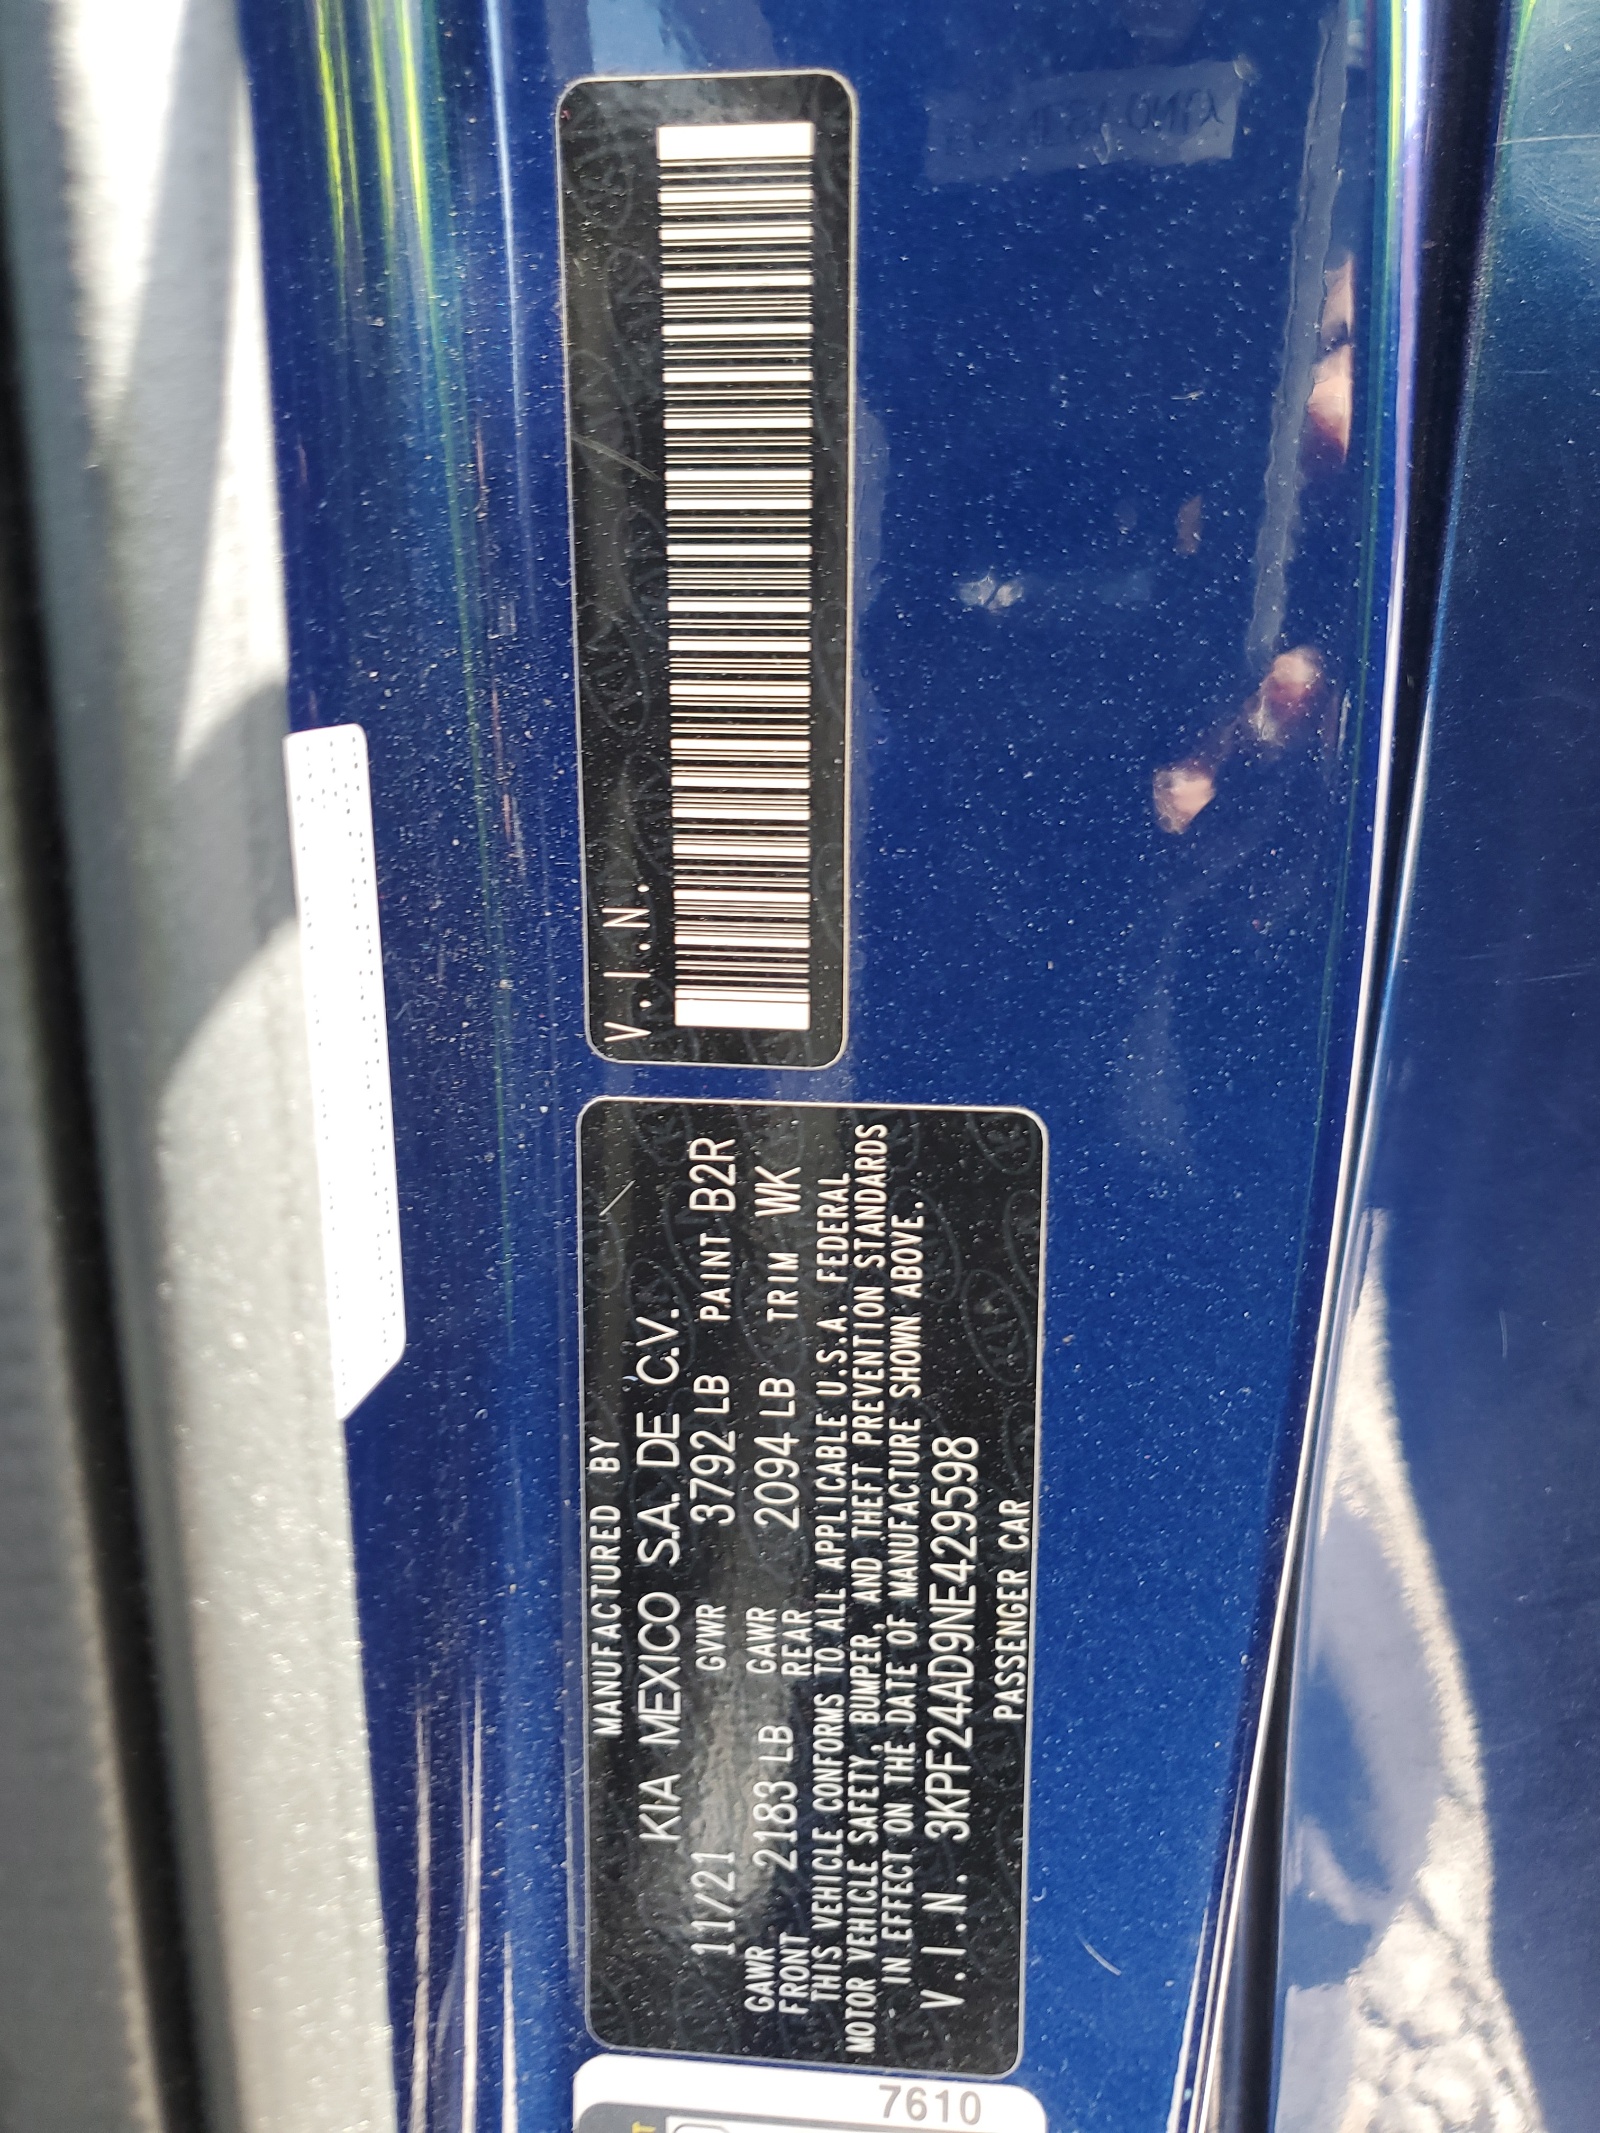 MANUFACTURED BY
KIA MEXICO S.A. DE C.V.
11/21 GVWR 3792 LB PAINT B2R
GAWR FRONT 2183 LB GAWR REAR 2094 LB TRIM WK
THIS VEHICLE CONFORMS TO ALL APPLICABLE U.S.A. FEDERAL
MOTOR VEHICLE SAFETY, BUMPER, AND THEFT PREVENTION STANDARDS
IN EFFECT ON THE DATE OF MANUFACTURE SHOWN ABOVE.
V.I.N. 3KPF24AD9NE429598
PASSENGER CAR
V.I.N.
7610